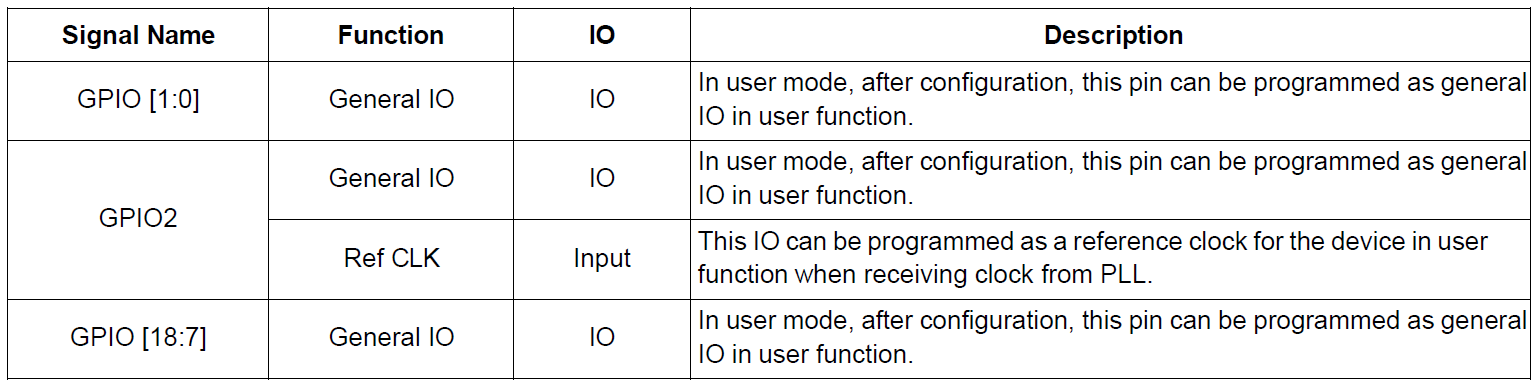 Signal Name Function IO Description
GPIO [1:0] General IO IO In user mode, after configuration, this pin can be programmed as general
IO in user function.
GPIO2 General IO IO In user mode, after configuration, this pin can be programmed as general
IO in user function.
Ref CLK Input This IO can be programmed as a reference clock for the device in user
function when receiving clock from PLL.
GPIO [18:7] General IO IO In user mode, after configuration, this pin can be programmed as general
IO in user function.